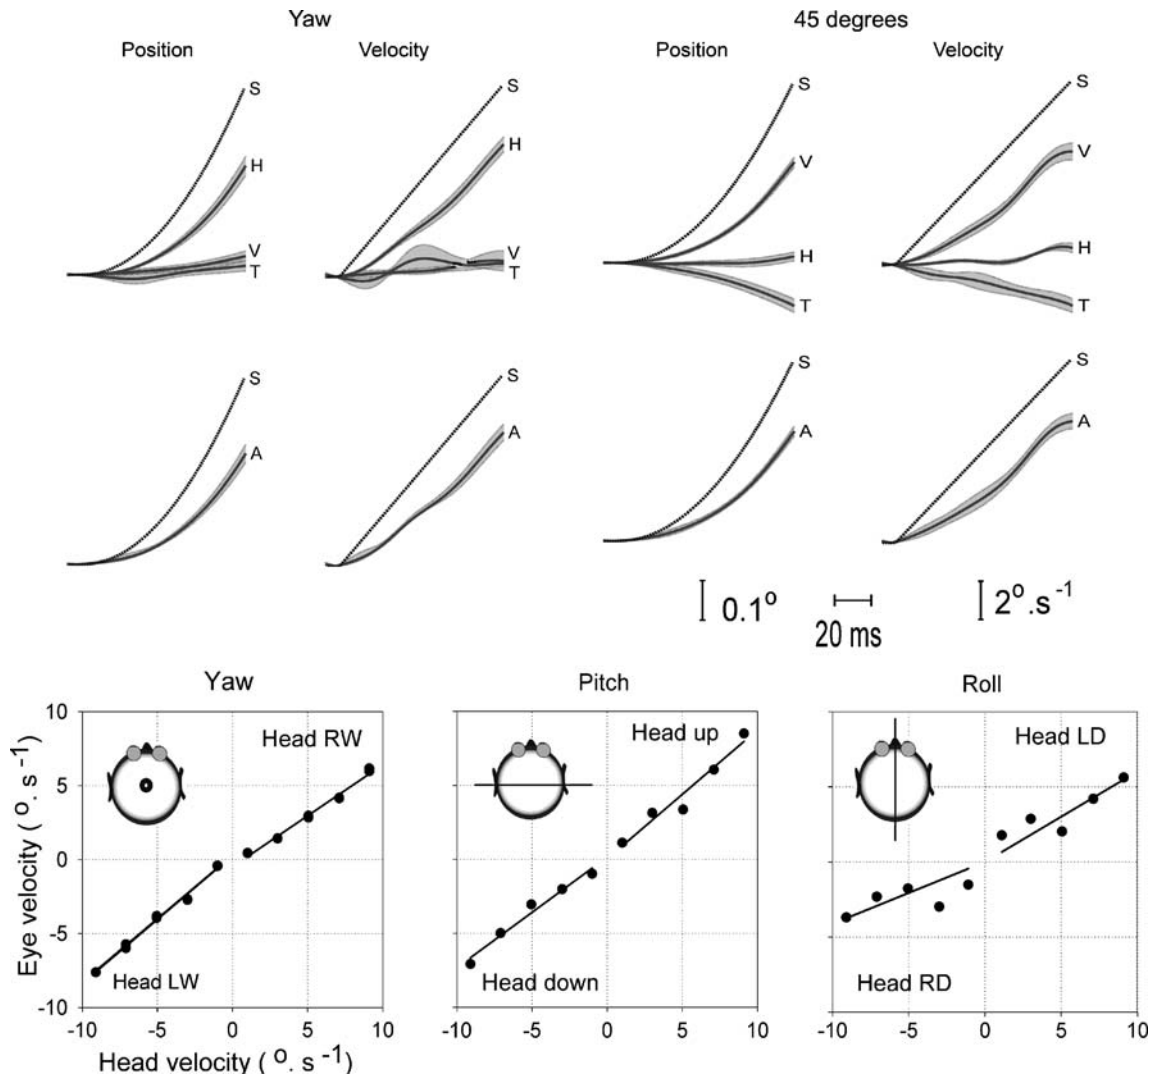 Yaw 45 degrees
Position Velocity Position Velocity
S S S S
H H V V
V V H H
T T T T
S S S S
A A A A
0.1° 20 ms 2°.s⁻¹
Yaw Pitch Roll
Eye velocity (°. s⁻¹)
10
5
0
-5
-10
Head RW Head up Head LD
Head LW Head down Head RD
-10 -5 0 5 10 -10 -5 0 5 10 -10 -5 0 5 10
Head velocity (°. s⁻¹)